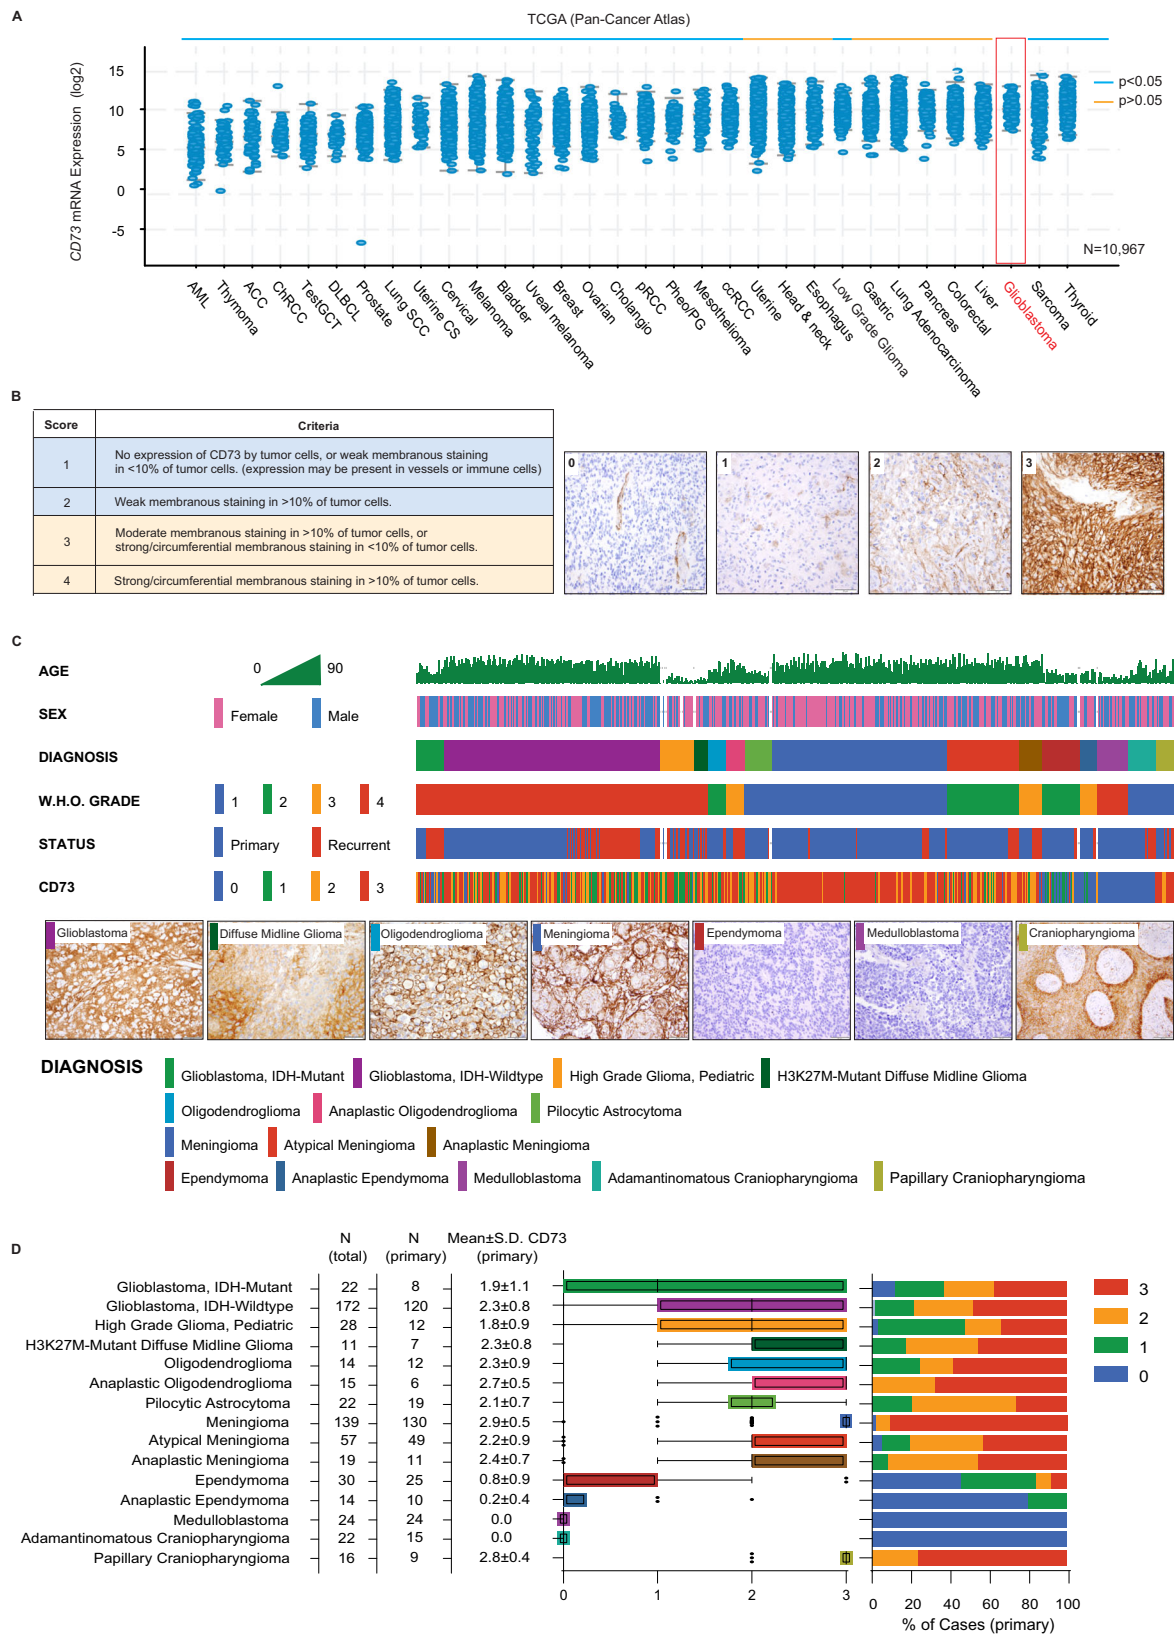 A
TCGA (Pan-Cancer Atlas)
CD73 mRNA Expression (log2)
15
10
5
0
-5
p<0.05
p>0.05
N=10,967
AML
Thymoma
ACC
ChRCC
TestGCT
DLBCL
Prostate
Lung SCC
Uterine CS
Cervical
Melanoma
Bladder
Uveal melanoma
Breast
Ovarian
Cholangio
pRCC
Pheo/PG
Mesothelioma
ccRCC
Uterine
Head & neck
Esophagus
Low Grade Glioma
Gastric
Lung Adenocarcinoma
Pancreas
Colorectal
Liver
Glioblastoma
Sarcoma
Thyroid
B
Score Criteria
1 No expression of CD73 by tumor cells, or weak membranous staining
in <10% of tumor cells. (expression may be present in vessels or immune cells)
2 Weak membranous staining in >10% of tumor cells.
3 Moderate membranous staining in >10% of tumor cells, or
strong/circumferential membranous staining in <10% of tumor cells.
4 Strong/circumferential membranous staining in >10% of tumor cells.
0 1 2 3
C
AGE 0 90
SEX Female Male
DIAGNOSIS
W.H.O. GRADE 1 2 3 4
STATUS Primary Recurrent
CD73 0 1 2 3
Glioblastoma Diffuse Midline Glioma Oligodendroglioma Meningioma Ependymoma Medulloblastoma Craniopharyngioma
DIAGNOSIS Glioblastoma, IDH-Mutant Glioblastoma, IDH-Wildtype High Grade Glioma, Pediatric H3K27M-Mutant Diffuse Midline Glioma
Oligodendroglioma Anaplastic Oligodendroglioma Pilocytic Astrocytoma
Meningioma Atypical Meningioma Anaplastic Meningioma
Ependymoma Anaplastic Ependymoma Medulloblastoma Adamantinomatous Craniopharyngioma Papillary Craniopharyngioma
D
N N Mean±S.D. CD73
(total) (primary) (primary)
Glioblastoma, IDH-Mutant 22 8 1.9±1.1
Glioblastoma, IDH-Wildtype 172 120 2.3±0.8
High Grade Glioma, Pediatric 28 12 1.8±0.9
H3K27M-Mutant Diffuse Midline Glioma 11 7 2.3±0.8
Oligodendroglioma 14 12 2.3±0.9
Anaplastic Oligodendroglioma 15 6 2.7±0.5
Pilocytic Astrocytoma 22 19 2.1±0.7
Meningioma 139 130 2.9±0.5
Atypical Meningioma 57 49 2.2±0.9
Anaplastic Meningioma 19 11 2.4±0.7
Ependymoma 30 25 0.8±0.9
Anaplastic Ependymoma 14 10 0.2±0.4
Medulloblastoma 24 24 0.0
Adamantinomatous Craniopharyngioma 22 15 0.0
Papillary Craniopharyngioma 16 9 2.8±0.4
0 1 2 3
3
2
1
0
0 20 40 60 80 100
% of Cases (primary)